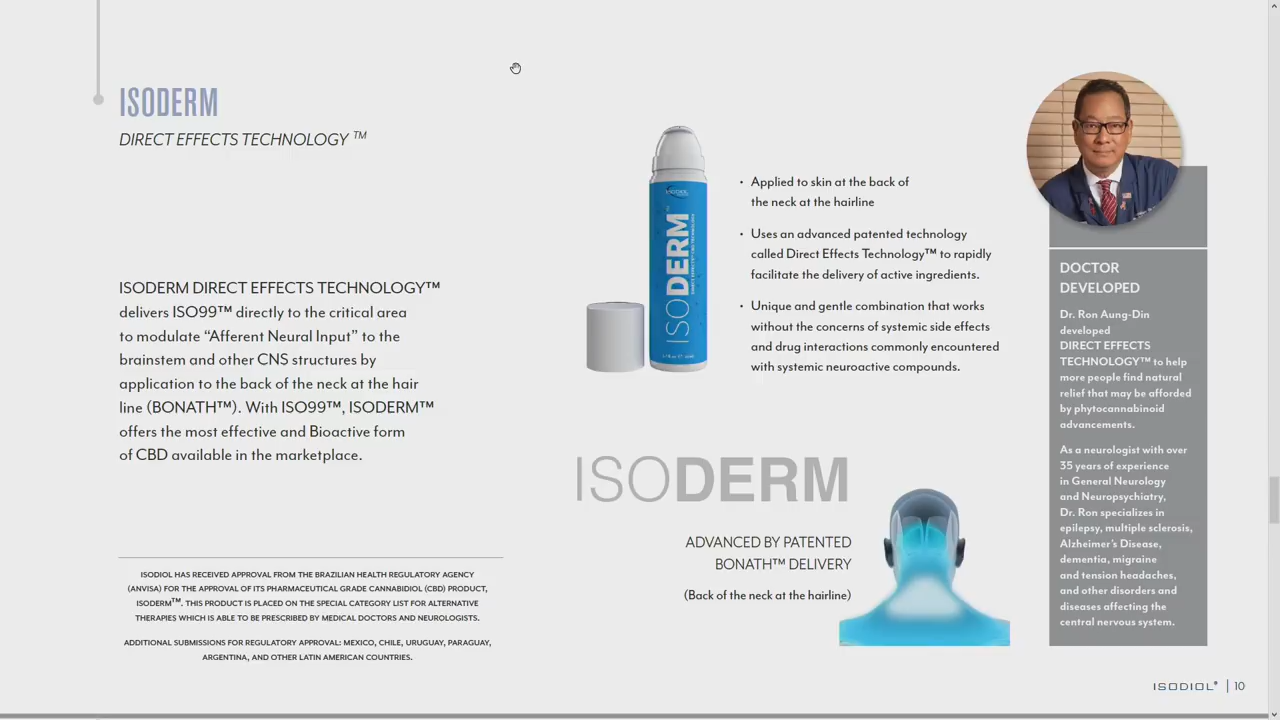 ISODERM
DIRECT EFFECTS TECHNOLOGY ™
ISODERM DIRECT EFFECTS TECHNOLOGY™
delivers ISO99™ directly to the critical area
to modulate “Afferent Neural Input” to the
brainstem and other CNS structures by
application to the back of the neck at the hair
line (BONATH™). With ISO99™, ISODERM™
offers the most effective and Bioactive form
of CBD available in the marketplace.
ISODIOL HAS RECEIVED APPROVAL FROM THE BRAZILIAN HEALTH REGULATORY AGENCY
(ANVISA) FOR THE APPROVAL OF ITS PHARMACEUTICAL GRADE CANNABIDIOL (CBD) PRODUCT,
ISODERM™. THIS PRODUCT IS PLACED ON THE SPECIAL CATEGORY LIST FOR ALTERNATIVE
THERAPIES WHICH IS ABLE TO BE PRESCRIBED BY MEDICAL DOCTORS AND NEUROLOGISTS.
ADDITIONAL SUBMISSIONS FOR REGULATORY APPROVAL: MEXICO, CHILE, URUGUAY, PARAGUAY,
ARGENTINA, AND OTHER LATIN AMERICAN COUNTRIES.
ISODIOL
ISODERM
• Applied to skin at the back of
the neck at the hairline
• Uses an advanced patented technology
called Direct Effects Technology™ to rapidly
facilitate the delivery of active ingredients.
• Unique and gentle combination that works
without the concerns of systemic side effects
and drug interactions commonly encountered
with systemic neuroactive compounds.
ISODERM
ADVANCED BY PATENTED
BONATH™ DELIVERY
(Back of the neck at the hairline)
DOCTOR
DEVELOPED
Dr. Ron Aung-Din
developed
DIRECT EFFECTS
TECHNOLOGY™ to help
more people find natural
relief that may be afforded
by phytocannabinoid
advancements.
As a neurologist with over
35 years of experience
in General Neurology
and Neuropsychiatry,
Dr. Ron specializes in
epilepsy, multiple sclerosis,
Alzheimer's Disease,
dementia, migraine
and tension headaches,
and other disorders and
diseases affecting the
central nervous system.
ISODIOL® | 10